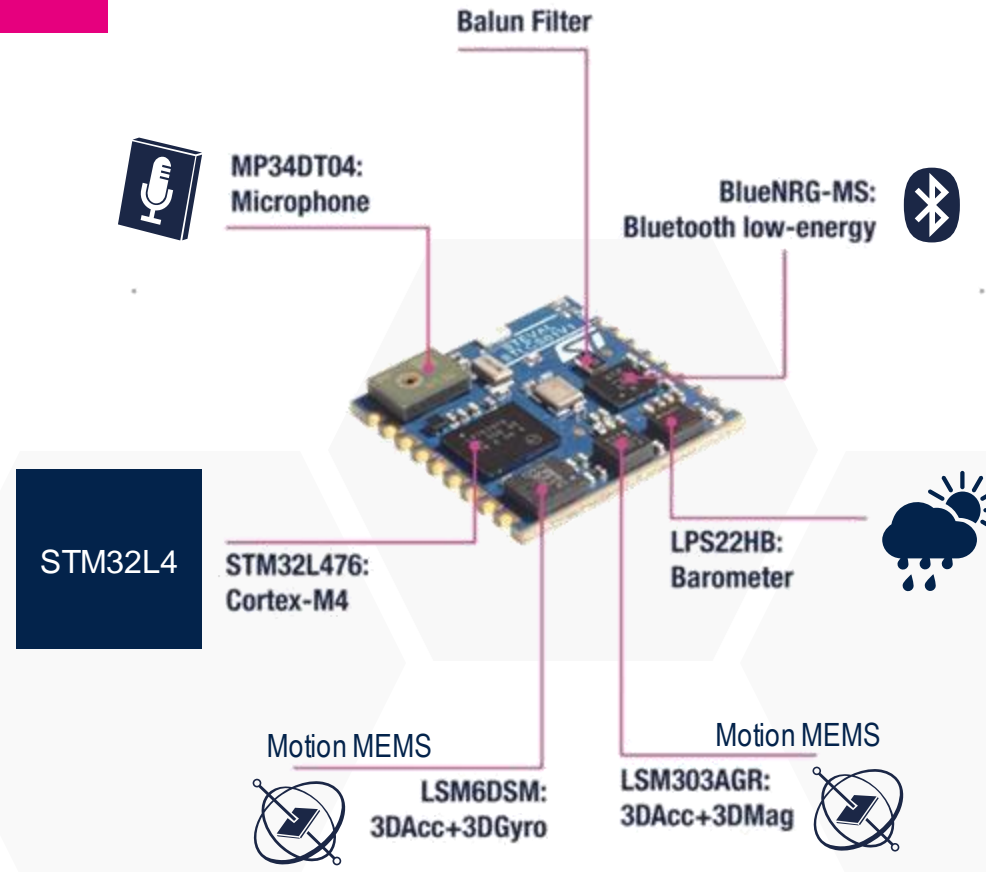 Balun Filter
MP34DT04:
Microphone
BlueNRG-MS:
Bluetooth low-energy
STM32L4
STM32L476:
Cortex-M4
LPS22HB:
Barometer
Motion MEMS
LSM6DSM:
3DAcc+3DGyro
Motion MEMS
LSM303AGR:
3DAcc+3DMag